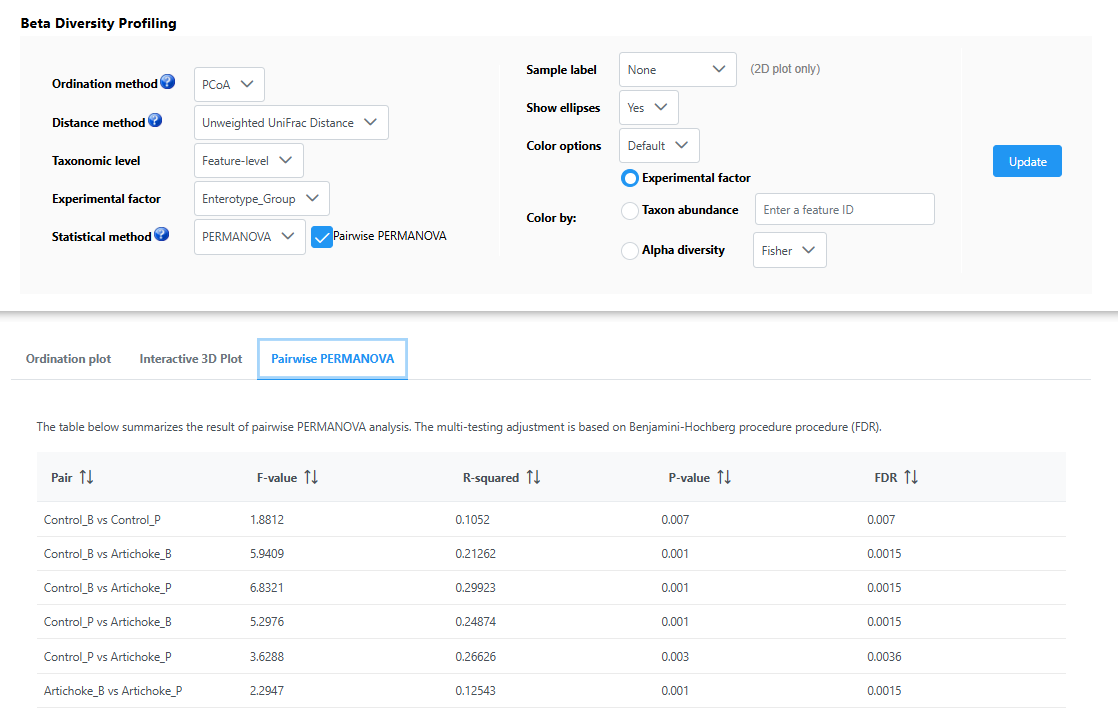 Beta Diversity Profiling
Ordination method ? PCoA
Distance method ? Unweighted UniFrac Distance
Taxonomic level Feature-level
Experimental factor Enterotype_Group
Statistical method ? PERMANOVA Pairwise PERMANOVA
Sample label None (2D plot only)
Show ellipses Yes
Color options Default
Color by:
Experimental factor
Taxon abundance Enter a feature ID
Alpha diversity Fisher
Update
Ordination plot Interactive 3D Plot Pairwise PERMANOVA
The table below summarizes the result of pairwise PERMANOVA analysis. The multi-testing adjustment is based on Benjamini-Hochberg procedure procedure (FDR).
Pair F-value R-squared P-value FDR
Control_B vs Control_P 1.8812 0.1052 0.007 0.007
Control_B vs Artichoke_B 5.9409 0.21262 0.001 0.0015
Control_B vs Artichoke_P 6.8321 0.29923 0.001 0.0015
Control_P vs Artichoke_B 5.2976 0.24874 0.001 0.0015
Control_P vs Artichoke_P 3.6288 0.26626 0.003 0.0036
Artichoke_B vs Artichoke_P 2.2947 0.12543 0.001 0.0015